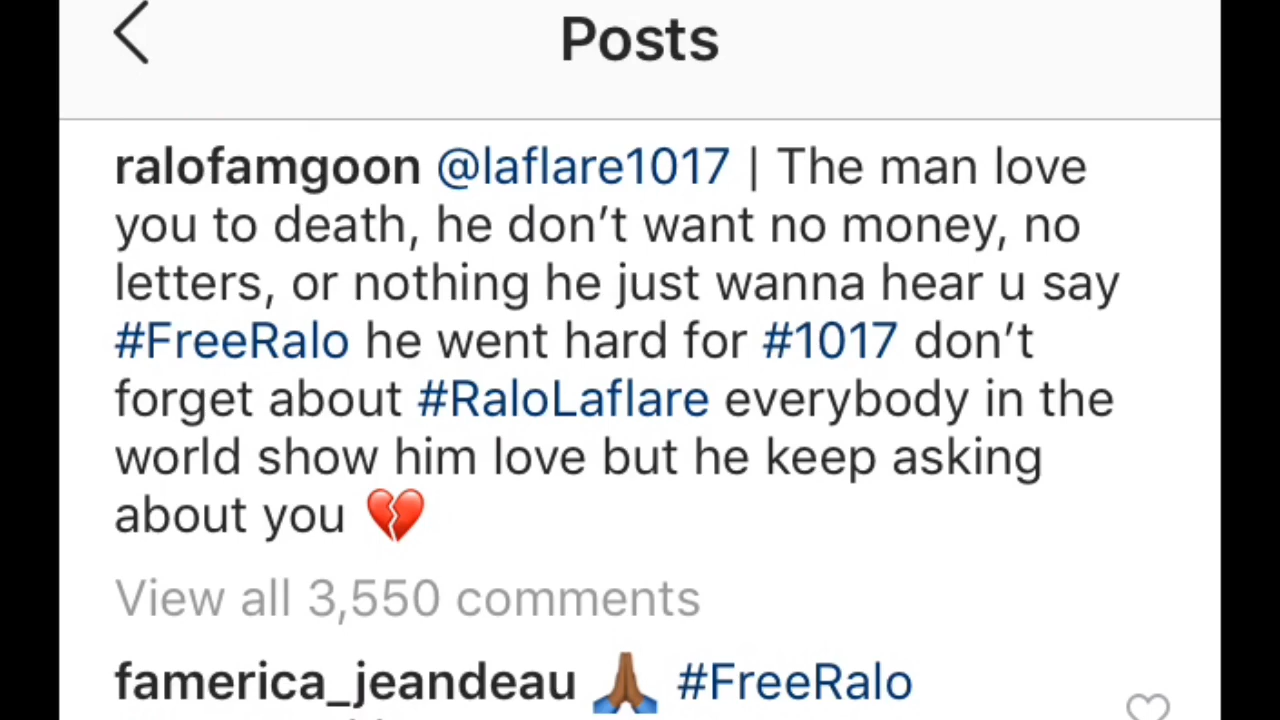 Posts
ralofamgoon @laflare1017 | The man love
you to death, he don’t want no money, no
letters, or nothing he just wanna hear u say
#FreeRalo he went hard for #1017 don’t
forget about #RaloLaflare everybody in the
world show him love but he keep asking
about you 💔
View all 3,550 comments
famerica_jeandeau 🙏🏾 #FreeRalo